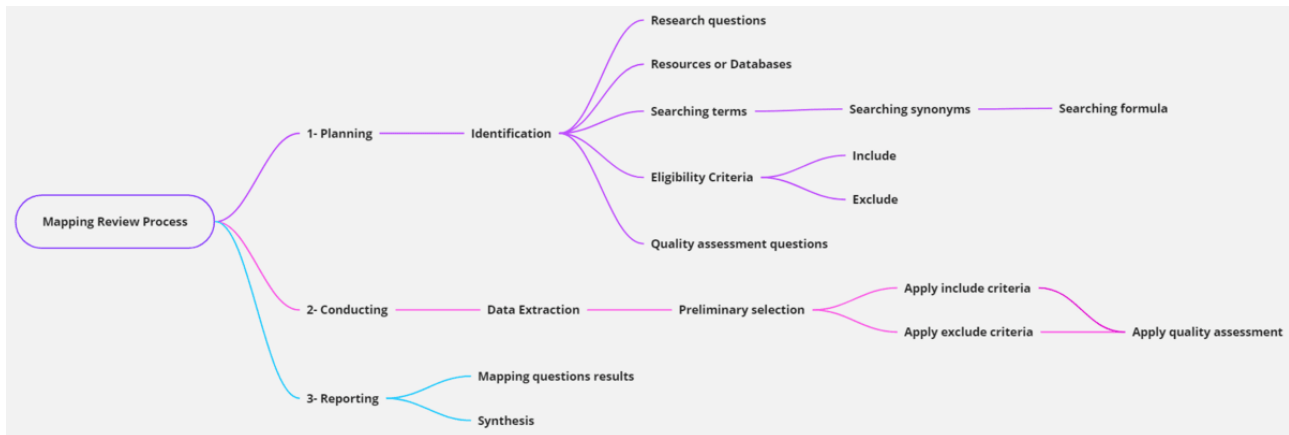 Mapping Review Process
1- Planning
Identification
Research questions
Resources or Databases
Searching terms
Searching synonyms
Searching formula
Eligibility Criteria
Include
Exclude
Quality assessment questions
2- Conducting
Data Extraction
Preliminary selection
Apply include criteria
Apply exclude criteria
Apply quality assessment
3- Reporting
Mapping questions results
Synthesis